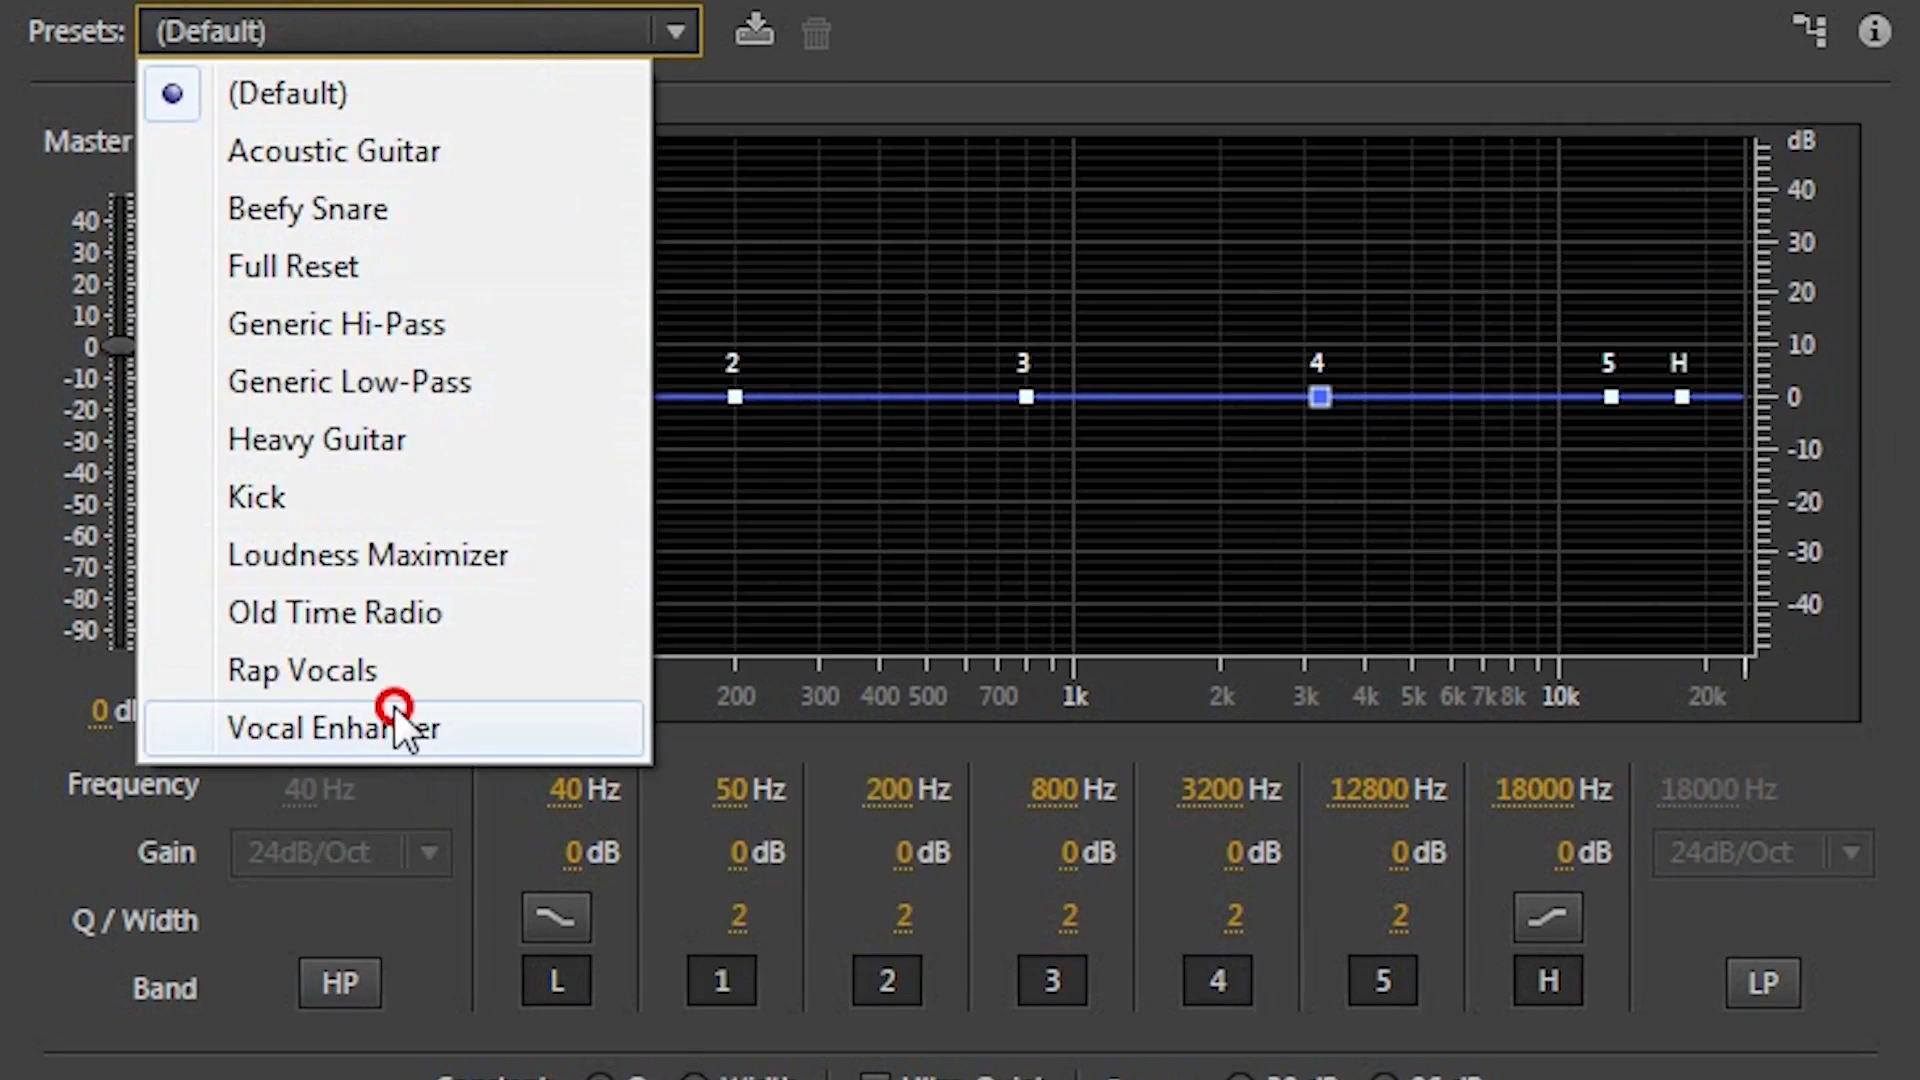 Presets: (Default)
(Default)
Acoustic Guitar
Beefy Snare
Full Reset
Generic Hi-Pass
Generic Low-Pass
Heavy Guitar
Kick
Loudness Maximizer
Old Time Radio
Rap Vocals
Vocal Enhancer
Master
40
30
20
10
0
-10
-20
-30
-40
-50
-60
-70
-80
-90
0
2 3 4 5 H
dB
40
30
20
10
0
-10
-20
-30
-40
200 300 400 500 700 1k 2k 3k 4k 5k 6k 7k 8k 10k 20k
Frequency 40 Hz 40 Hz 50 Hz 200 Hz 800 Hz 3200 Hz 12800 Hz 18000 Hz 18000 Hz
Gain 24dB/Oct 0 dB 0 dB 0 dB 0 dB 0 dB 0 dB 0 dB 24dB/Oct
Q / Width 2 2 2 2 2
Band HP L 1 2 3 4 5 H LP